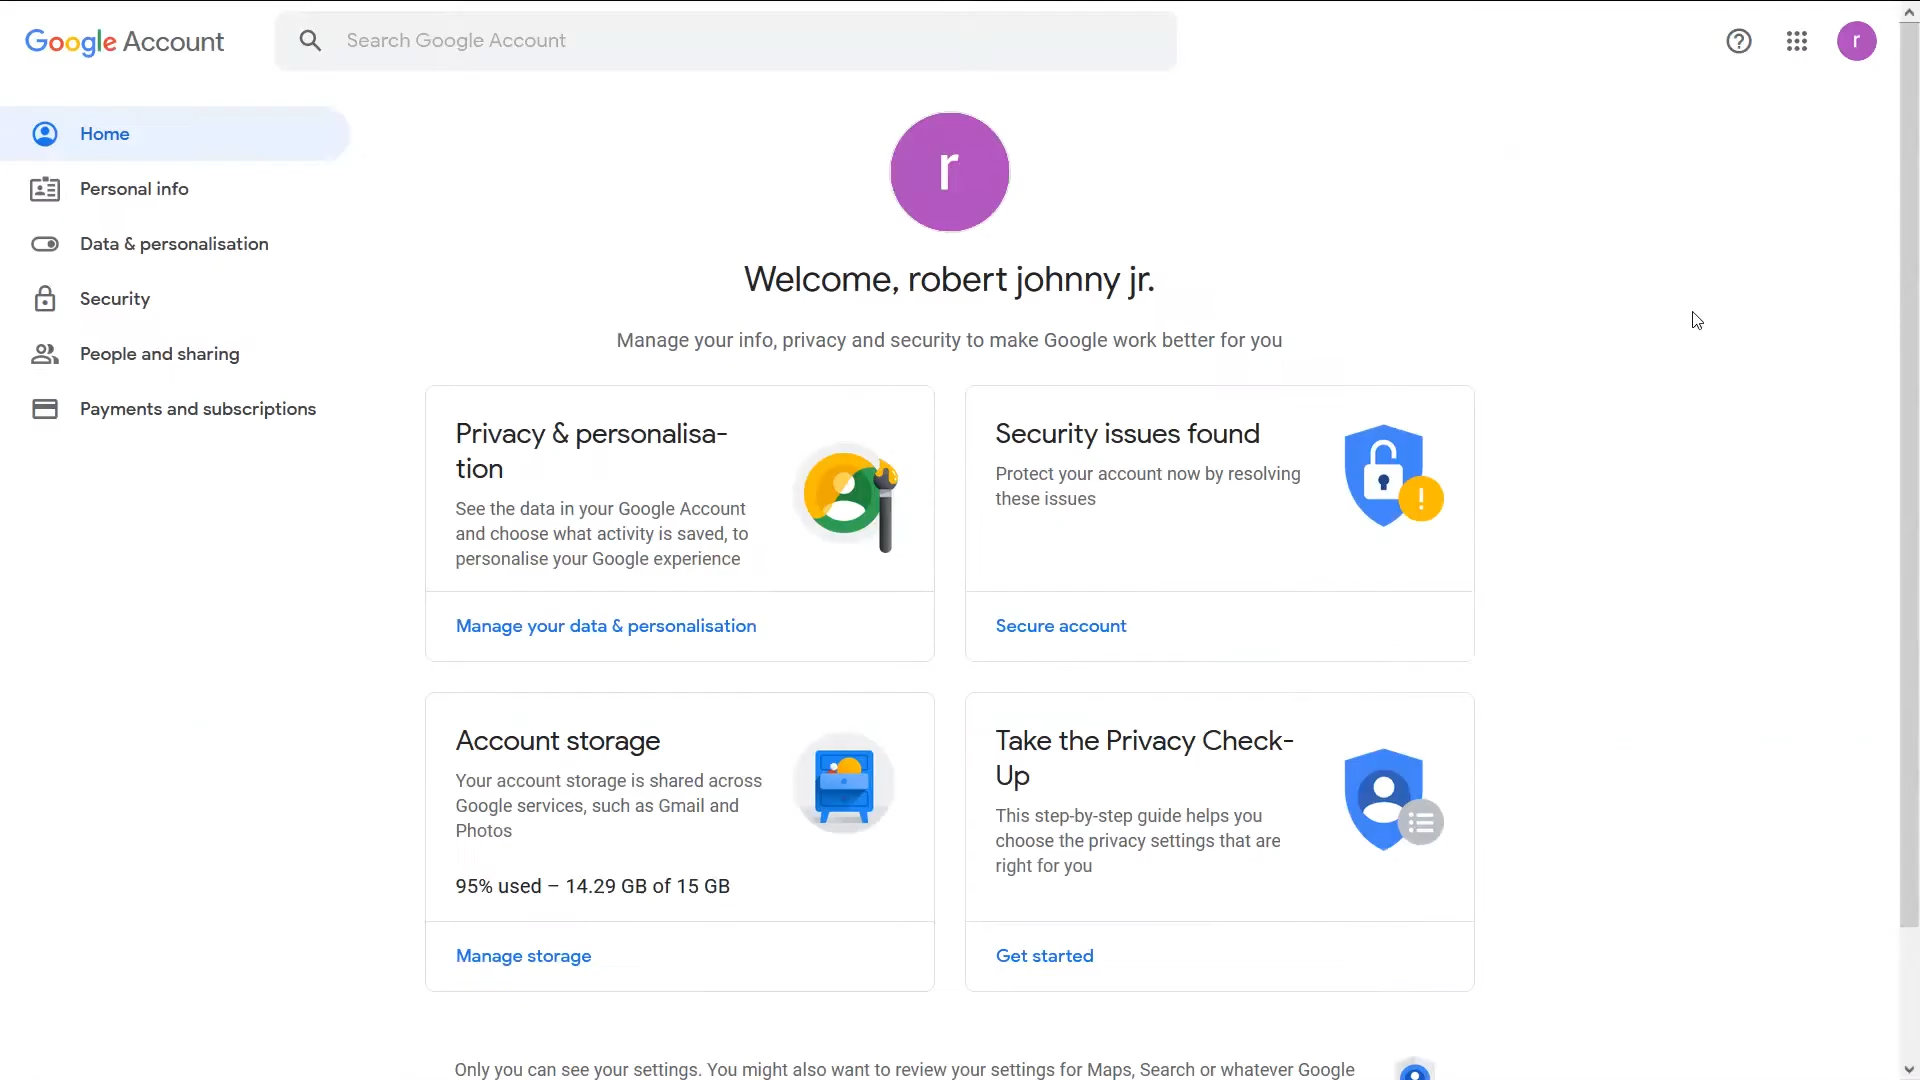 Google Account
Search Google Account
r
Home
Personal info
Data & personalisation
Security
People and sharing
Payments and subscriptions
r
Welcome, robert johnny jr.
Manage your info, privacy and security to make Google work better for you
Privacy & personalisa-
tion
See the data in your Google Account
and choose what activity is saved, to
personalise your Google experience
Manage your data & personalisation
Security issues found
Protect your account now by resolving
these issues
Secure account
Account storage
Your account storage is shared across
Google services, such as Gmail and
Photos
95% used – 14.29 GB of 15 GB
Manage storage
Take the Privacy Check-
Up
This step-by-step guide helps you
choose the privacy settings that are
right for you
Get started
Only you can see your settings. You might also want to review your settings for Maps, Search or whatever Google